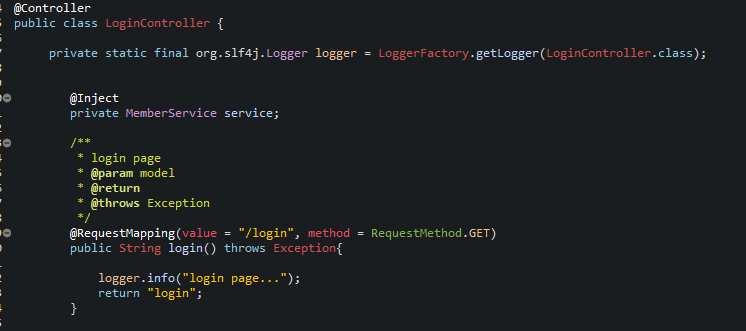 @Controller
public class LoginController {
private static final org.slf4j.Logger logger = LoggerFactory.getLogger(LoginController.class);
@Inject
private MemberService service;
/**
* login page
* @param model
* @return
* @throws Exception
*/
@RequestMapping(value = "/login", method = RequestMethod.GET)
public String login() throws Exception{
logger.info("login page...");
return "login";
}